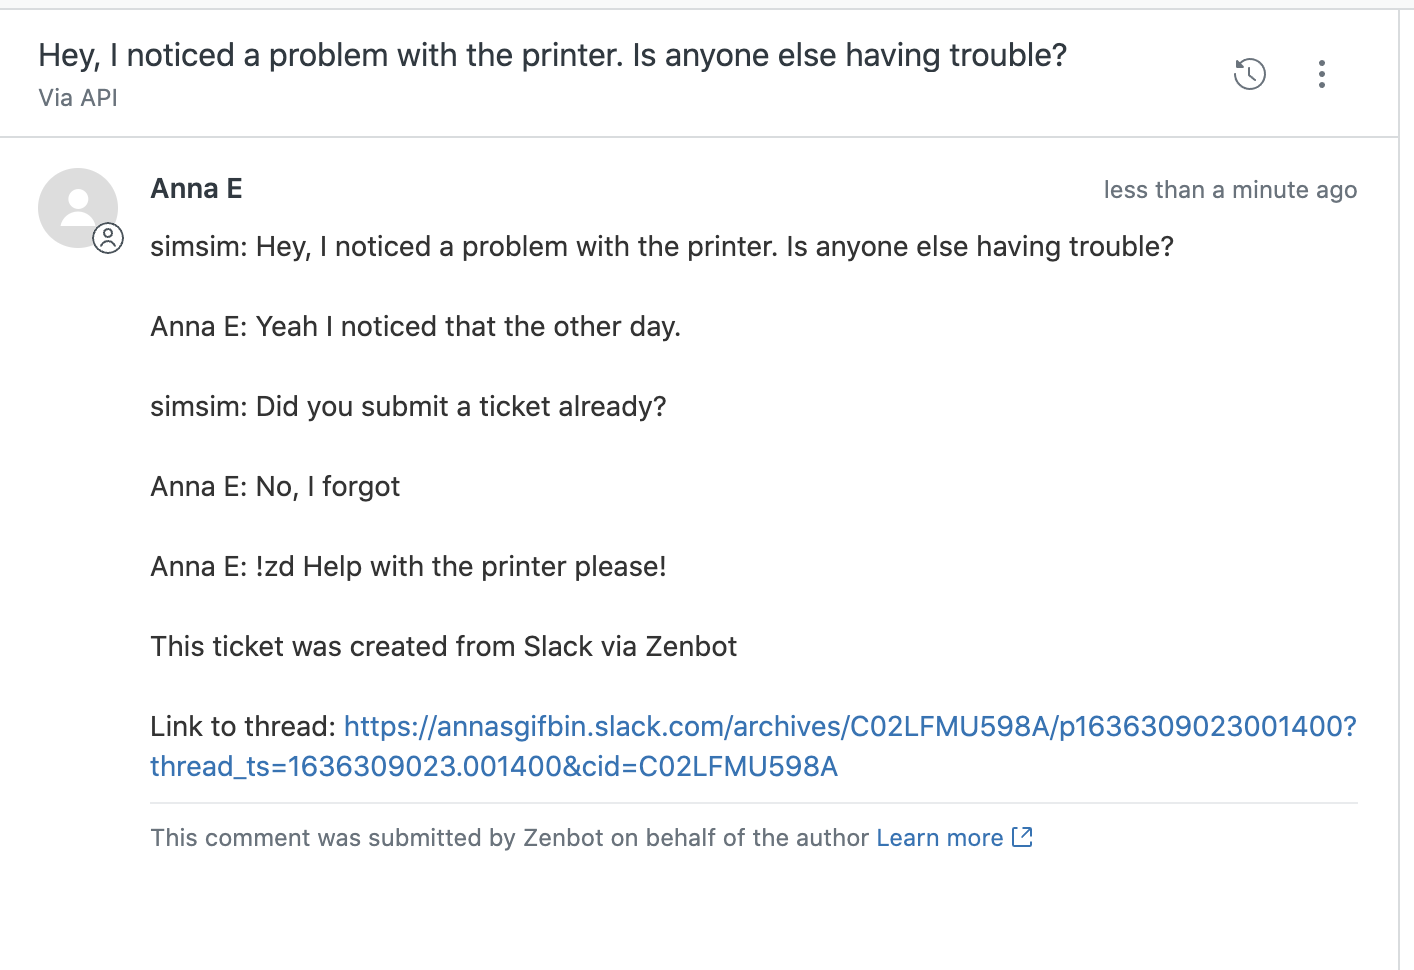 Hey, I noticed a problem with the printer. Is anyone else having trouble?
Via API
Anna E
less than a minute ago
simsim: Hey, I noticed a problem with the printer. Is anyone else having trouble?
Anna E: Yeah I noticed that the other day.
simsim: Did you submit a ticket already?
Anna E: No, I forgot
Anna E: !zd Help with the printer please!
This ticket was created from Slack via Zenbot
Link to thread: https://annasgifbin.slack.com/archives/C02LFMU598A/p1636309023001400?
thread_ts=1636309023.001400&cid=C02LFMU598A
This comment was submitted by Zenbot on behalf of the author Learn more